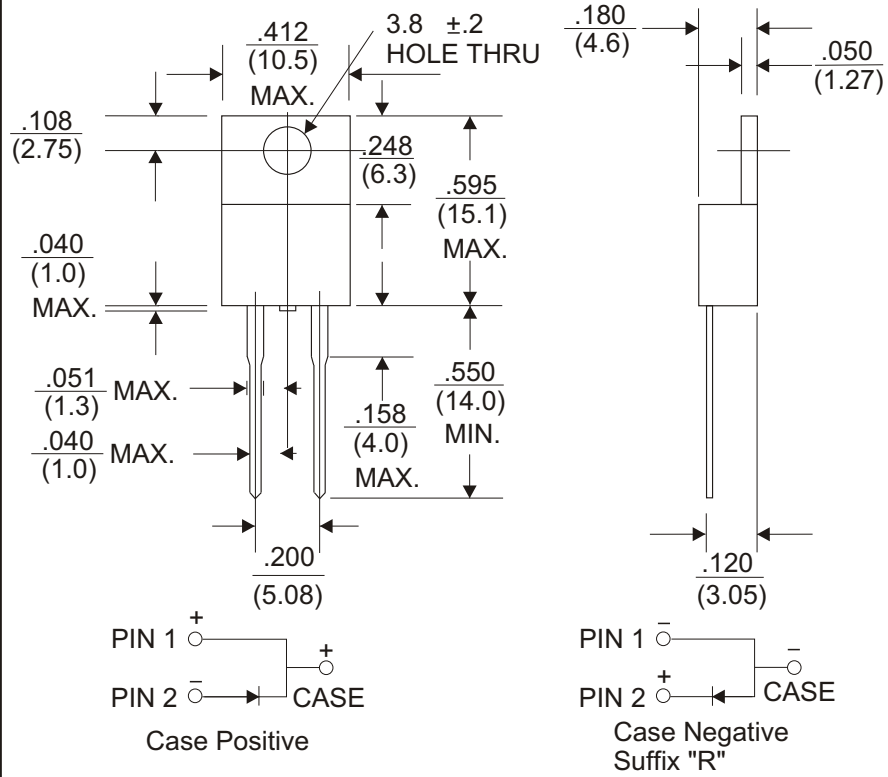 .412
(10.5)
MAX.
3.8 ±.2
HOLE THRU
.180
(4.6)
.050
(1.27)
.108
(2.75)
.248
(6.3)
.595
(15.1)
MAX.
.040
(1.0)
MAX.
.051
(1.3)
MAX.
.040
(1.0)
MAX.
.158
(4.0)
MAX.
.550
(14.0)
MIN.
.200
(5.08)
.120
(3.05)
+
PIN 1
+
PIN 2
–
CASE
Case Positive
–
PIN 1
–
PIN 2
+
CASE
Case Negative
Suffix "R"